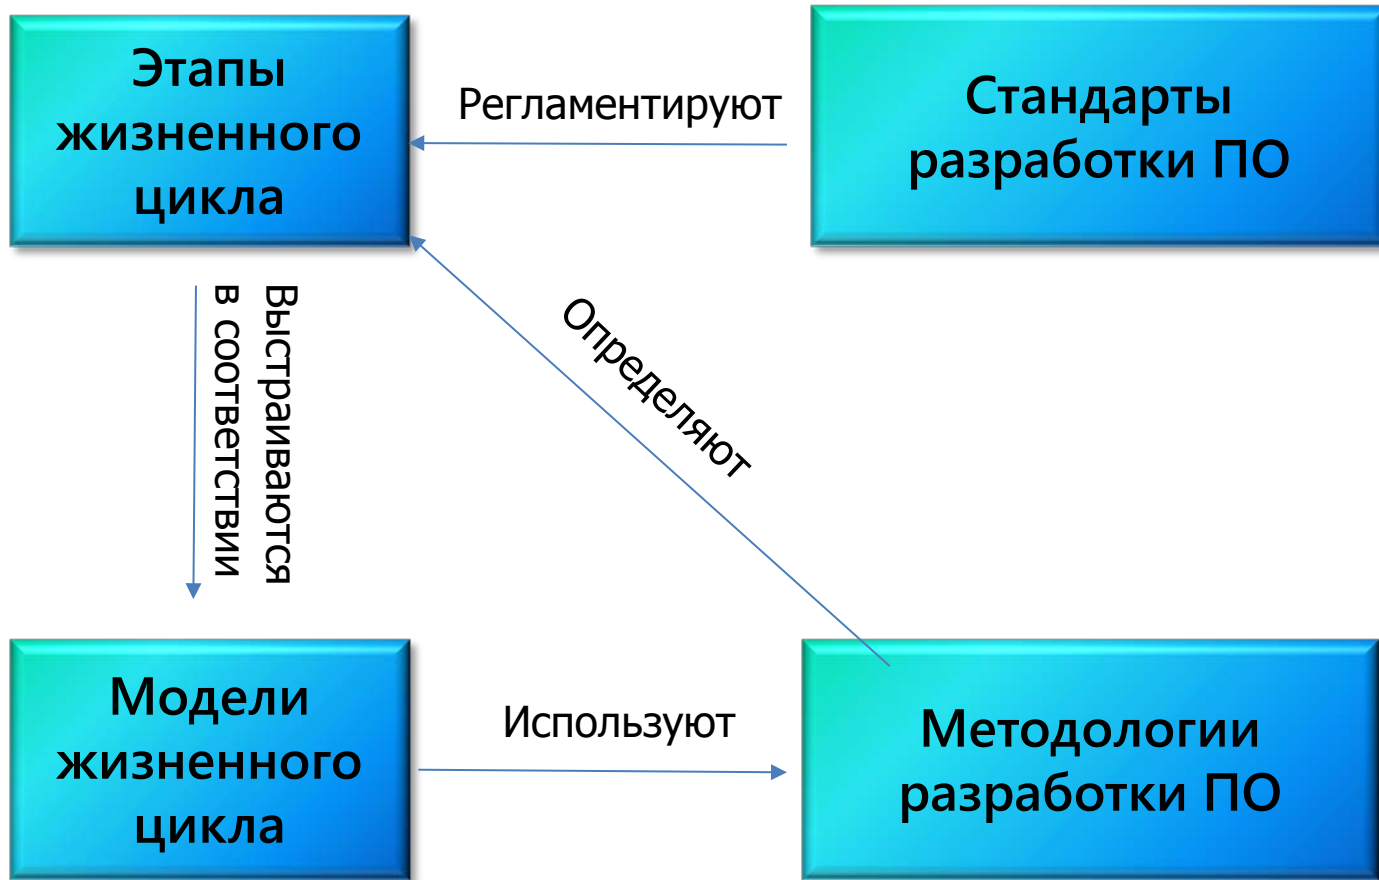 Этапы
жизненного
цикла
Регламентируют
Стандарты
разработки ПО
Выстраиваются
в соответствии
Определяют
Модели
жизненного
цикла
Используют
Методологии
разработки ПО